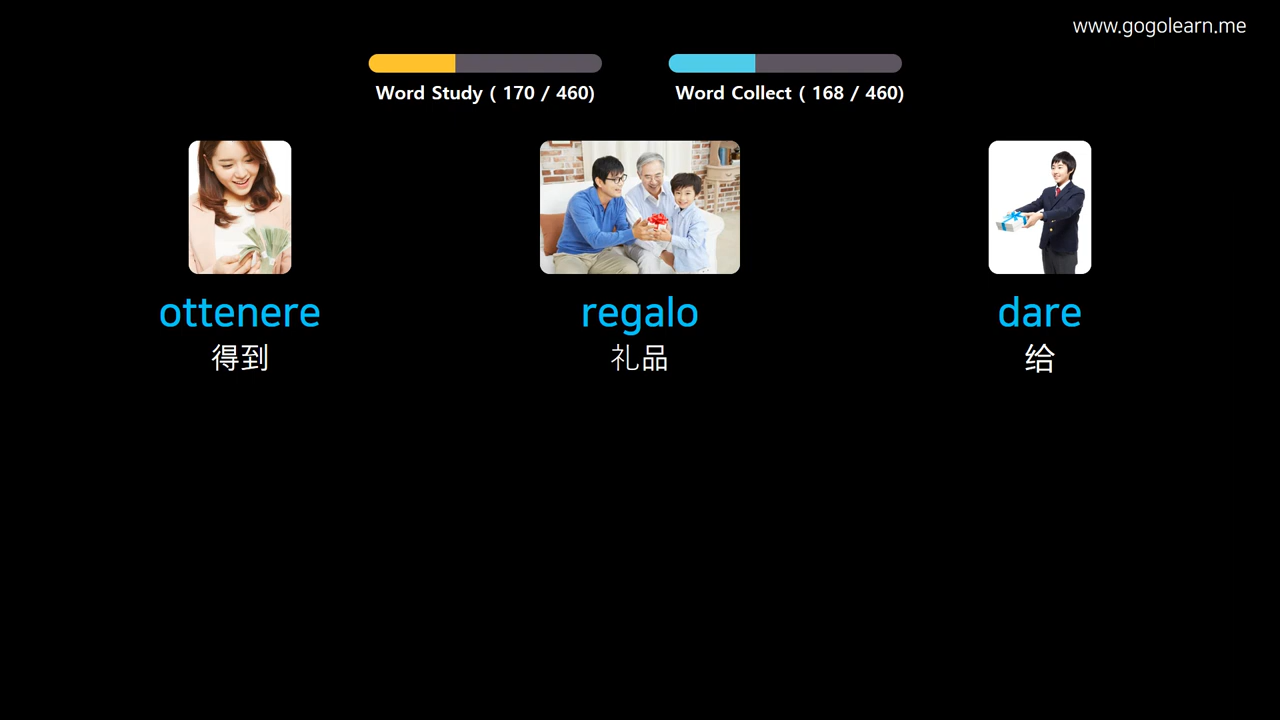 www.gogolearn.me
Word Study ( 170 / 460)
Word Collect ( 168 / 460)
ottenere
得到
regalo
礼品
dare
给